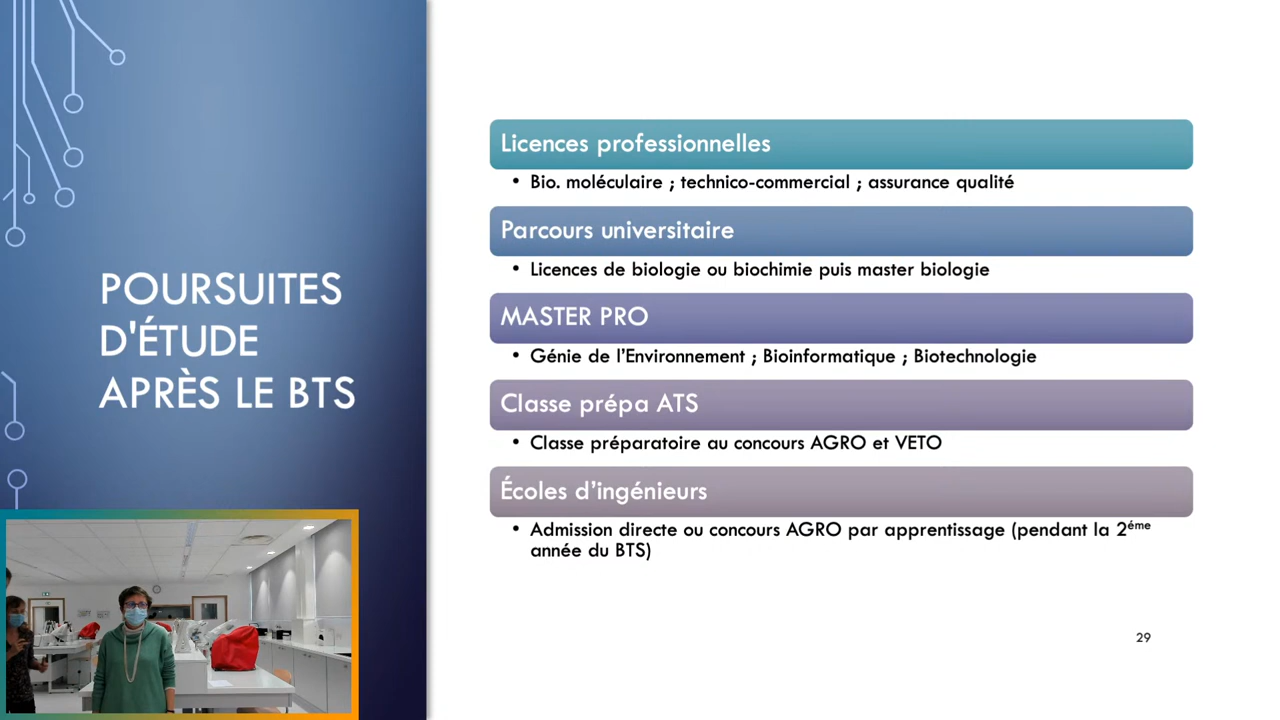 POURSUITES
D'ÉTUDE
APRÈS LE BTS
Licences professionnelles
• Bio. moléculaire ; technico-commercial ; assurance qualité
Parcours universitaire
• Licences de biologie ou biochimie puis master biologie
MASTER PRO
• Génie de l'Environnement ; Bioinformatique ; Biotechnologie
Classe prépa ATS
• Classe préparatoire au concours AGRO et VETO
Écoles d'ingénieurs
• Admission directe ou concours AGRO par apprentissage (pendant la 2éme
année du BTS)
29